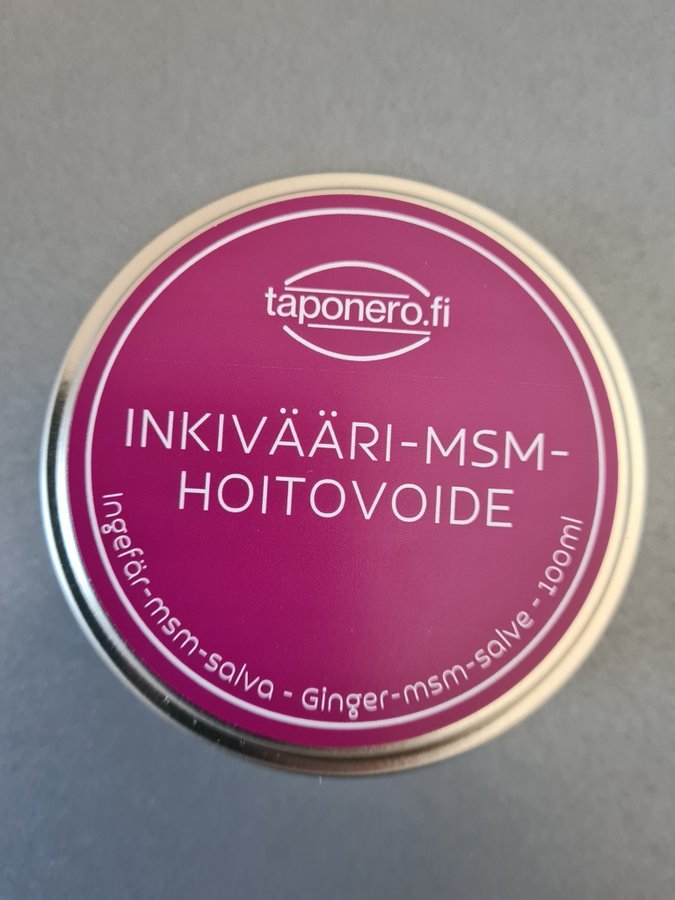 taponero.fi
INKIVÄÄRI-MSM-
HOITOVOIDE
Ingefär-msm-salva - Ginger-msm-salve - 100ml